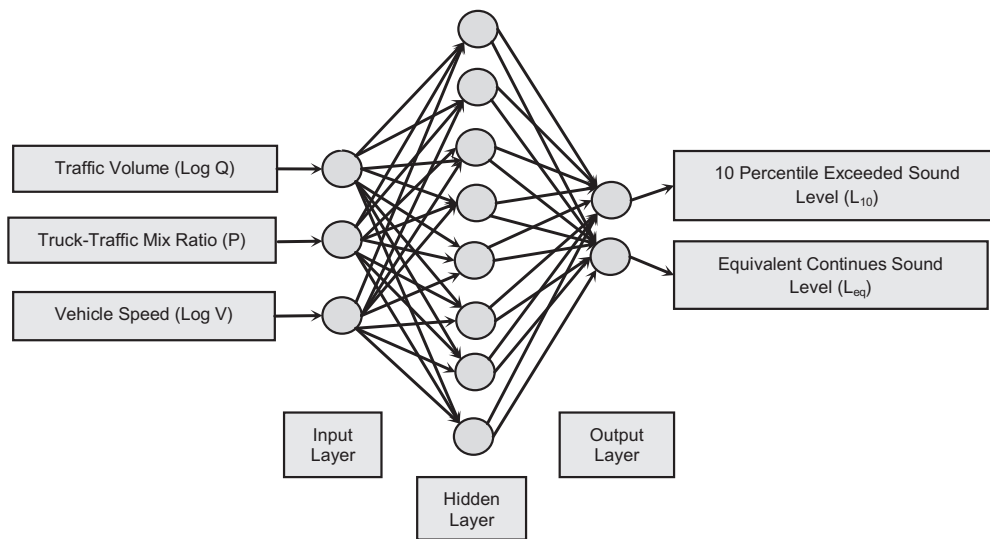 Traffic Volume (Log Q)
Truck-Traffic Mix Ratio (P)
Vehicle Speed (Log V)
10 Percentile Exceeded Sound
Level (L₁₀)
Equivalent Continues Sound
Level (Leq)
Input
Layer
Hidden
Layer
Output
Layer